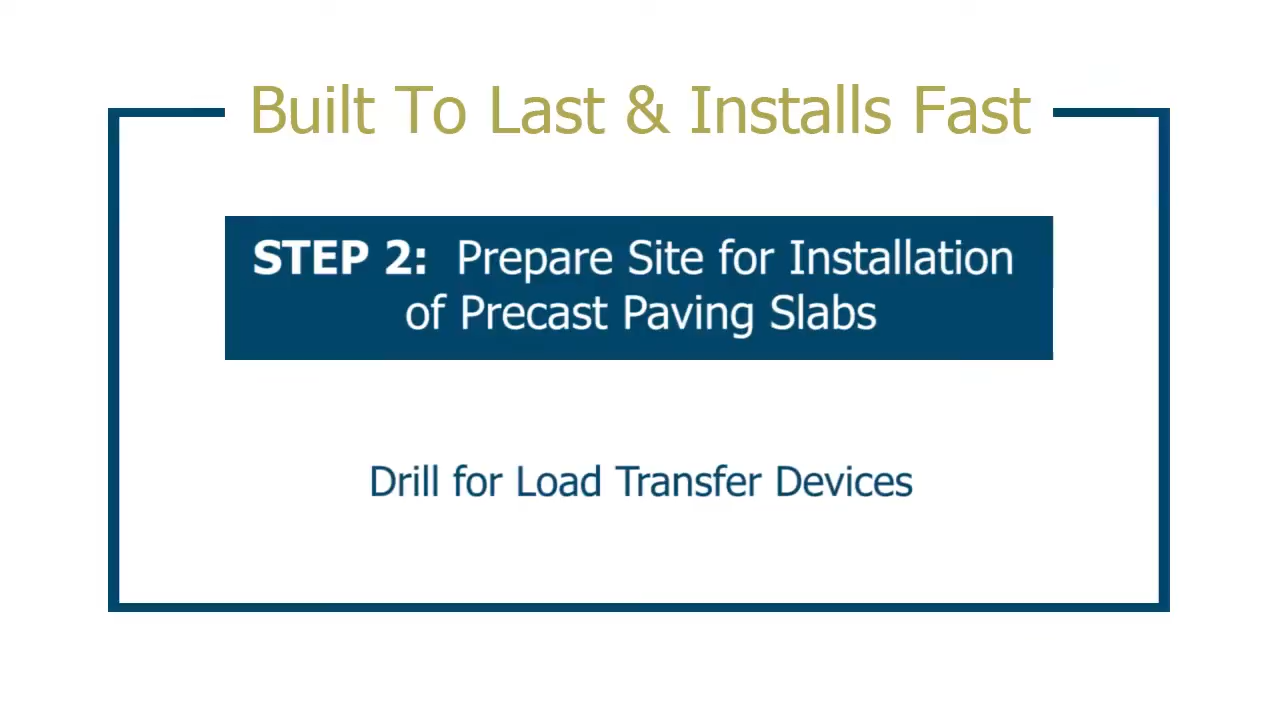 Built To Last & Installs Fast
STEP 2: Prepare Site for Installation
of Precast Paving Slabs
Drill for Load Transfer Devices